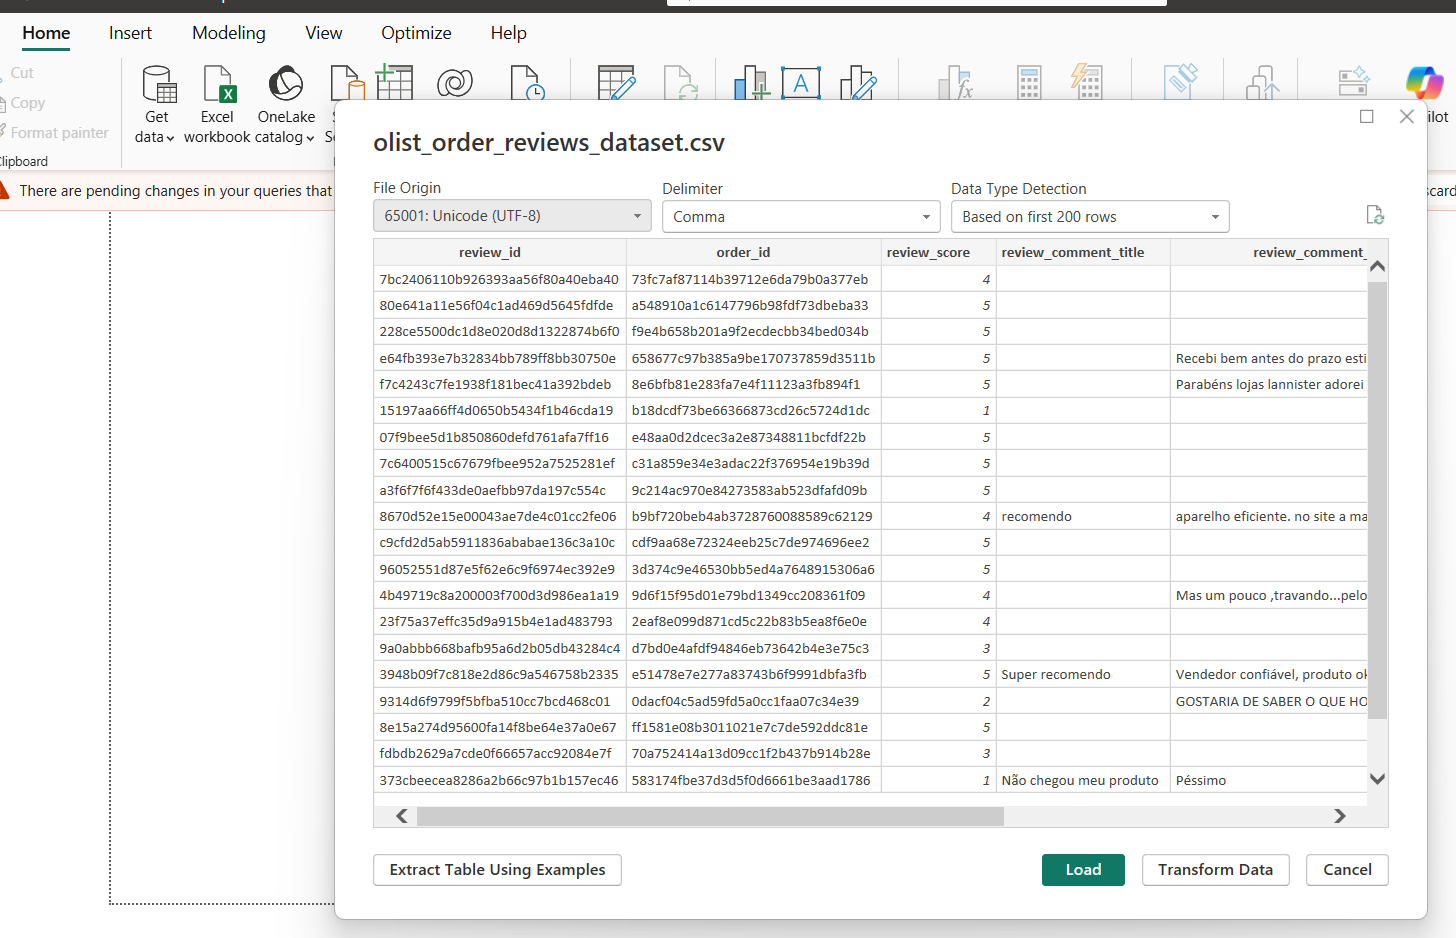 Home Insert Modeling View Optimize Help
Cut
Copy
Format painter
Clipboard
Get data
Excel workbook
OneLake catalog
There are pending changes in your queries that
olist_order_reviews_dataset.csv
File Origin Delimiter Data Type Detection
65001: Unicode (UTF-8) Comma Based on first 200 rows
review_id order_id review_score review_comment_title review_comment_
7bc2406110b926393aa56f80a40eba40 73fc7af87114b39712e6da79b0a377eb 4
80e641a11e56f04c1ad469d5645fdfde a548910a1c6147796b98fdf73dbeba33 5
228ce5500dc1d8e020d8d1322874b6f0 f9e4b658b201a9f2ecdecbb34bed034b 5
e64fb393e7b32834bb789ff8bb30750e 658677c97b385a9be170737859d3511b 5 Recebi bem antes do prazo esti
f7c4243c7fe1938f181bec41a392bdeb 8e6bfb81e283fa7e4f11123a3fb894f1 5 Parabéns lojas lannister adorei
15197aa66ff4d0650b5434f1b46cda19 b18dcdf73be66366873cd26c5724d1dc 1
07f9bee5d1b850860defd761afa7ff16 e48aa0d2dcec3a2e87348811bcfdf22b 5
7c6400515c67679fbee952a7525281ef c31a859e34e3adac22f376954e19b39d 5
a3f6f7f6f433de0aefbb97da197c554c 9c214ac970e84273583ab523dfafd09b 5
8670d52e15e00043ae7de4c01cc2fe06 b9bf720beb4ab3728760088589c62129 4 recomendo aparelho eficiente. no site a ma
c9cfd2d5ab5911836ababae136c3a10c cdf9aa68e72324eeb25c7de974696ee2 5
96052551d87e5f62e6c9f6974ec392e9 3d374c9e46530bb5ed4a7648915306a6 5
4b49719c8a200003f700d3d986ea1a19 9d6f15f95d01e79bd1349cc208361f09 4 Mas um pouco ,travando...pelo
23f75a37effc35d9a915b4e1ad483793 2eaf8e099d871cd5c22b83b5ea8f6e0e 4
9a0abbb668bafb95a6d2b05db43284c4 d7bd0e4afdf94846eb73642b4e3e75c3 3
3948b09f7c818e2d86c9a546758b2335 e51478e7e277a83743b6f9991dbfa3fb 5 Super recomendo Vendedor confiável, produto ok
9314d6f9799f5bfba510cc7bcd468c01 0dacf04c5ad59fd5a0cc1faa07c34e39 2 GOSTARIA DE SABER O QUE HO
8e15a274d95600fa14f8be64e37a0e67 ff1581e08b3011021e7c7de592ddc81e 5
fdbdb2629a7cde0f66657acc92084e7f 70a752414a13d09cc1f2b437b914b28e 3
373cbeecea8286a2b66c97b1b157ec46 583174fbe37d3d5f0d6661be3aad1786 1 Não chegou meu produto Péssimo
Extract Table Using Examples Load Transform Data Cancel